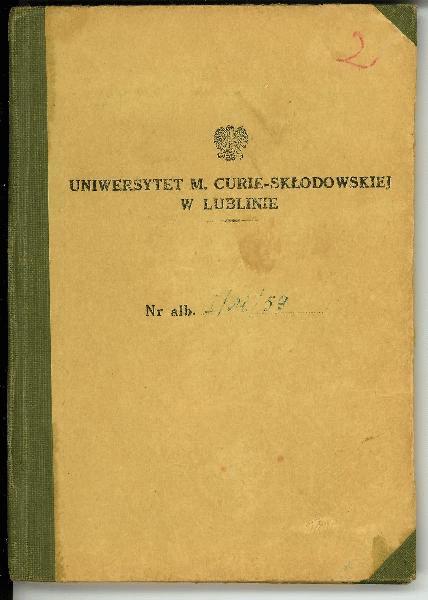 2
UNIWERSYTET M. CURIE-SKŁODOWSKIEJ
W LUBLINIE
Nr alb.